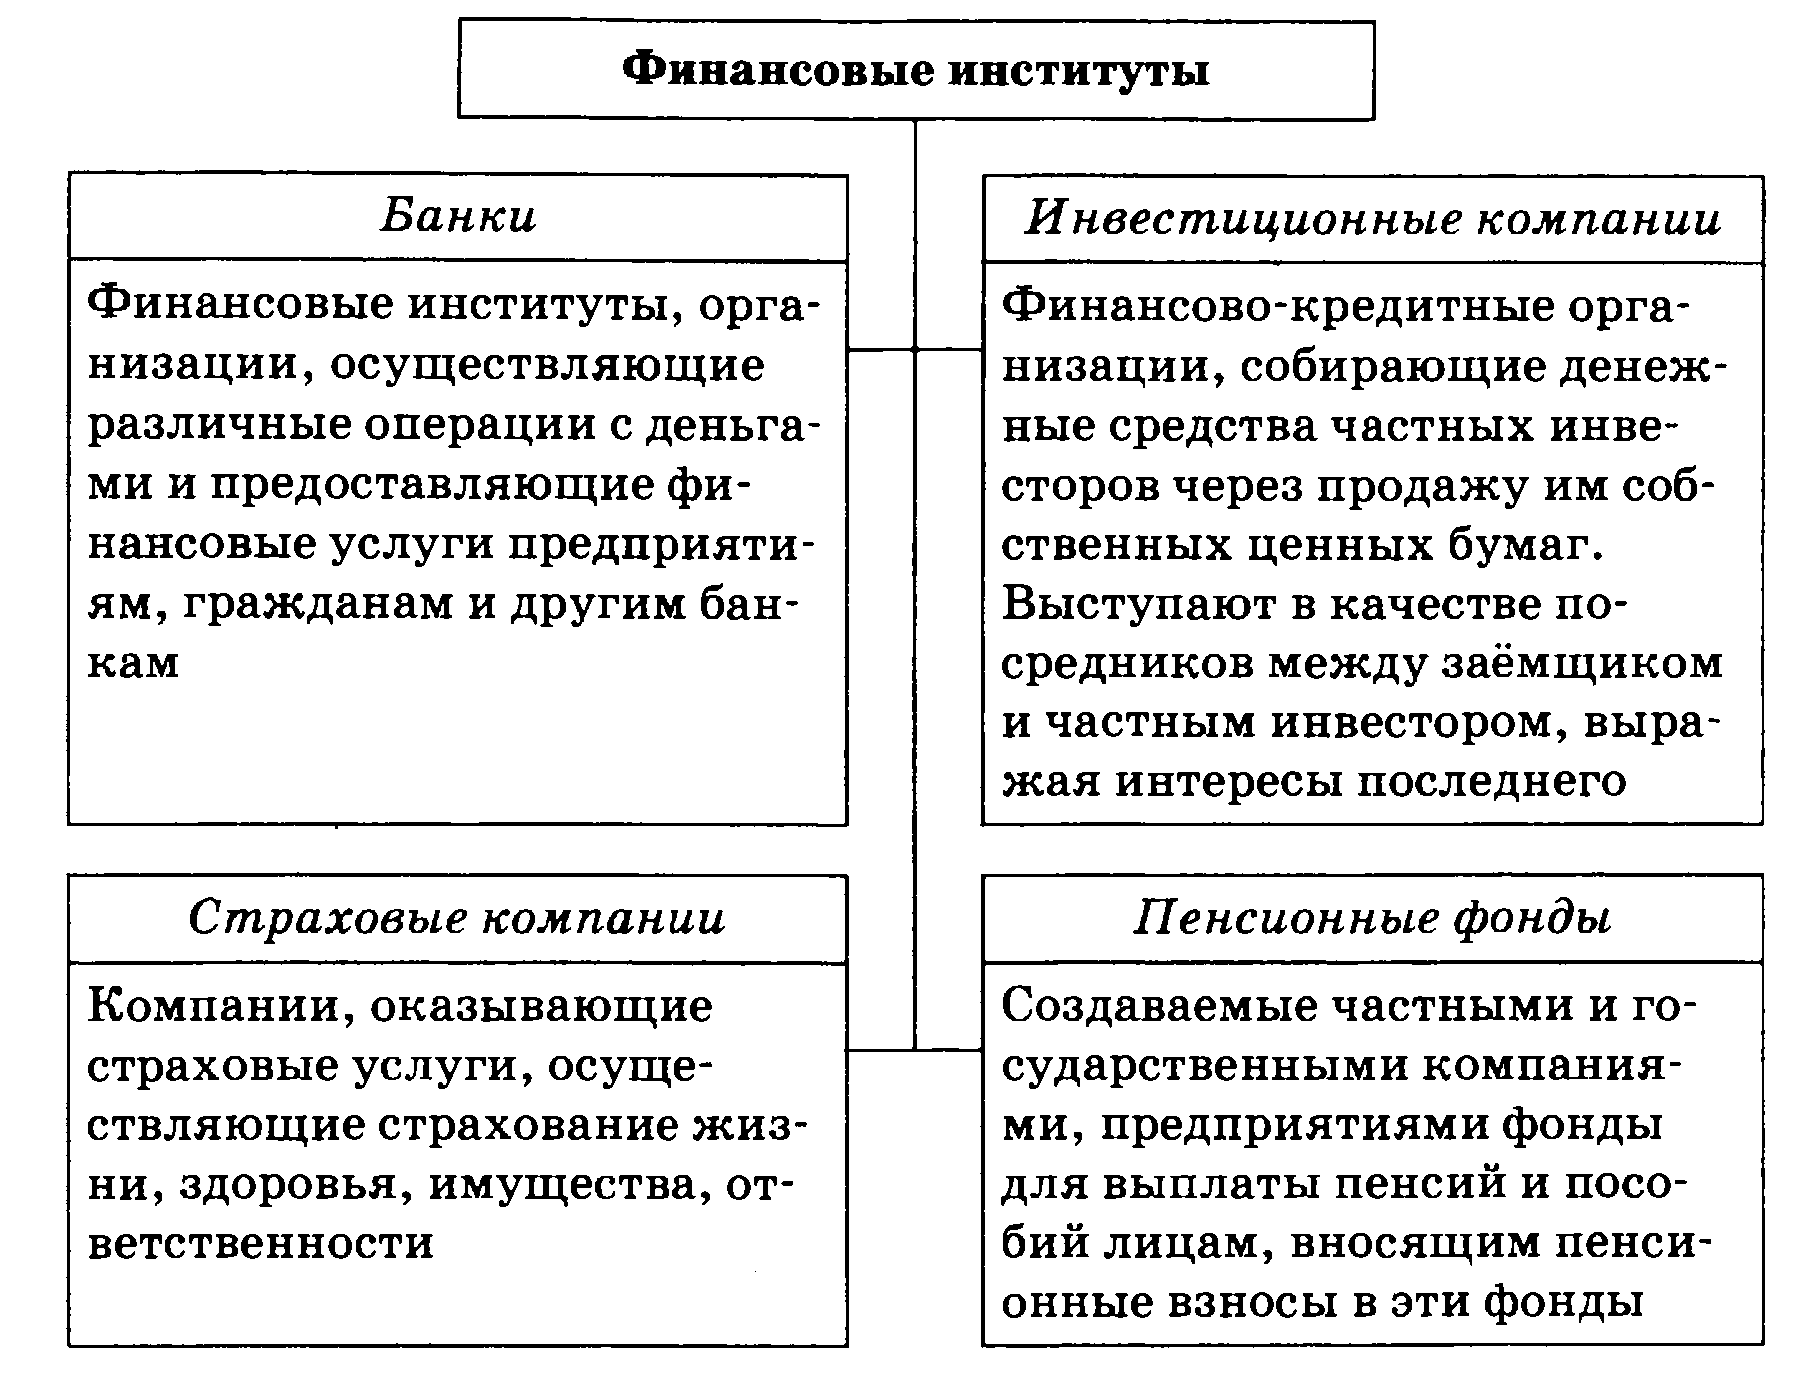 Финансовые институты
Банки
Финансовые институты, орга-
низации, осуществляющие
различные операции с деньга-
ми и предоставляющие фи-
нансовые услуги предприяти-
ям, гражданам и другим бан-
кам
Инвестиционные компании
Финансово-кредитные орга-
низации, собирающие денеж-
ные средства частных инве-
сторов через продажу им соб-
ственных ценных бумаг.
Выступают в качестве по-
средников между заёмщиком
и частным инвестором, выра-
жая интересы последнего
Страховые компании
Компании, оказывающие
страховые услуги, осуще-
ствляющие страхование жиз-
ни, здоровья, имущества, от-
ветственности
Пенсионные фонды
Создаваемые частными и го-
сударственными компания-
ми, предприятиями фонды
для выплаты пенсий и посо-
бий лицам, вносящим пенси-
онные взносы в эти фонды